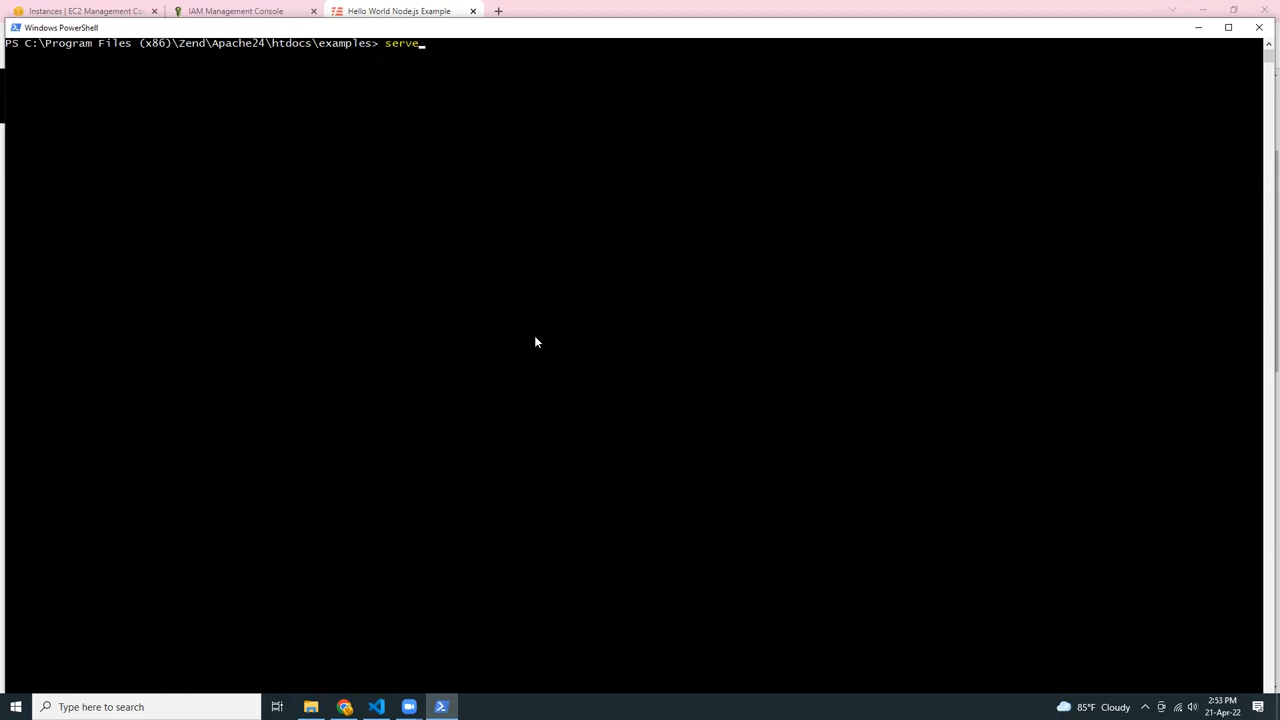 Instances | EC2 Management Co
IAM Management Console
Hello World Node.js Example
Windows PowerShell
PS C:\Program Files (x86)\Zend\Apache24\htdocs\examples> serve_
Type here to search
85°F Cloudy
2:53 PM
21-Apr-22